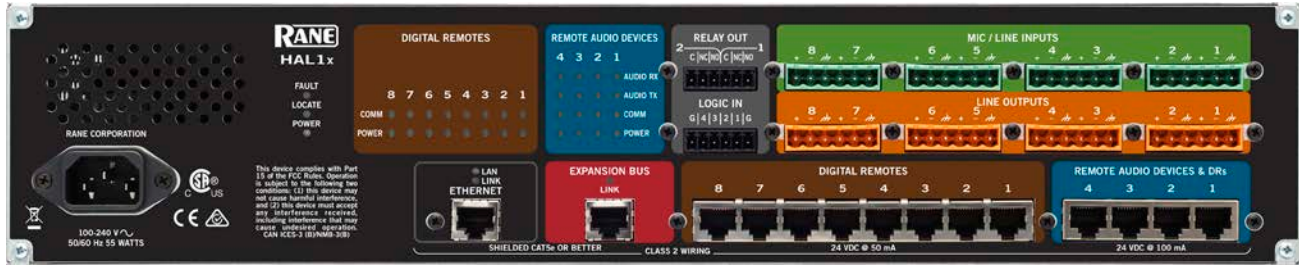 RANE
HAL1x
FAULT
LOCATE
POWER
RANE CORPORATION
100-240 V
50/60 Hz 55 WATTS
C US
This device complies with Part
15 of the FCC Rules. Operation
is subject to the following two
conditions: (1) this device may
not cause harmful interference,
and (2) this device must accept
any interference received,
including interference that may
cause undesired operation.
CAN ICES-3 (B)/NMB-3(B)
DIGITAL REMOTES
8 7 6 5 4 3 2 1
COMM
POWER
REMOTE AUDIO DEVICES
4 3 2 1
AUDIO RX
AUDIO TX
COMM
POWER
RELAY OUT
2 1
C NC NO C NC NO
LOGIC IN
G 4 3 2 1 G
MIC / LINE INPUTS
8 7 6 5 4 3 2 1
+ - + - + - + - + - + - + - + -
LINE OUTPUTS
8 7 6 5 4 3 2 1
+ - + - + - + - + - + - + - + -
LAN
LINK
ETHERNET
EXPANSION BUS
LINK
DIGITAL REMOTES
8 7 6 5 4 3 2 1
REMOTE AUDIO DEVICES & DRs
4 3 2 1
SHIELDED CAT5e OR BETTER
CLASS 2 WIRING
24 VDC @ 50 mA
24 VDC @ 100 mA